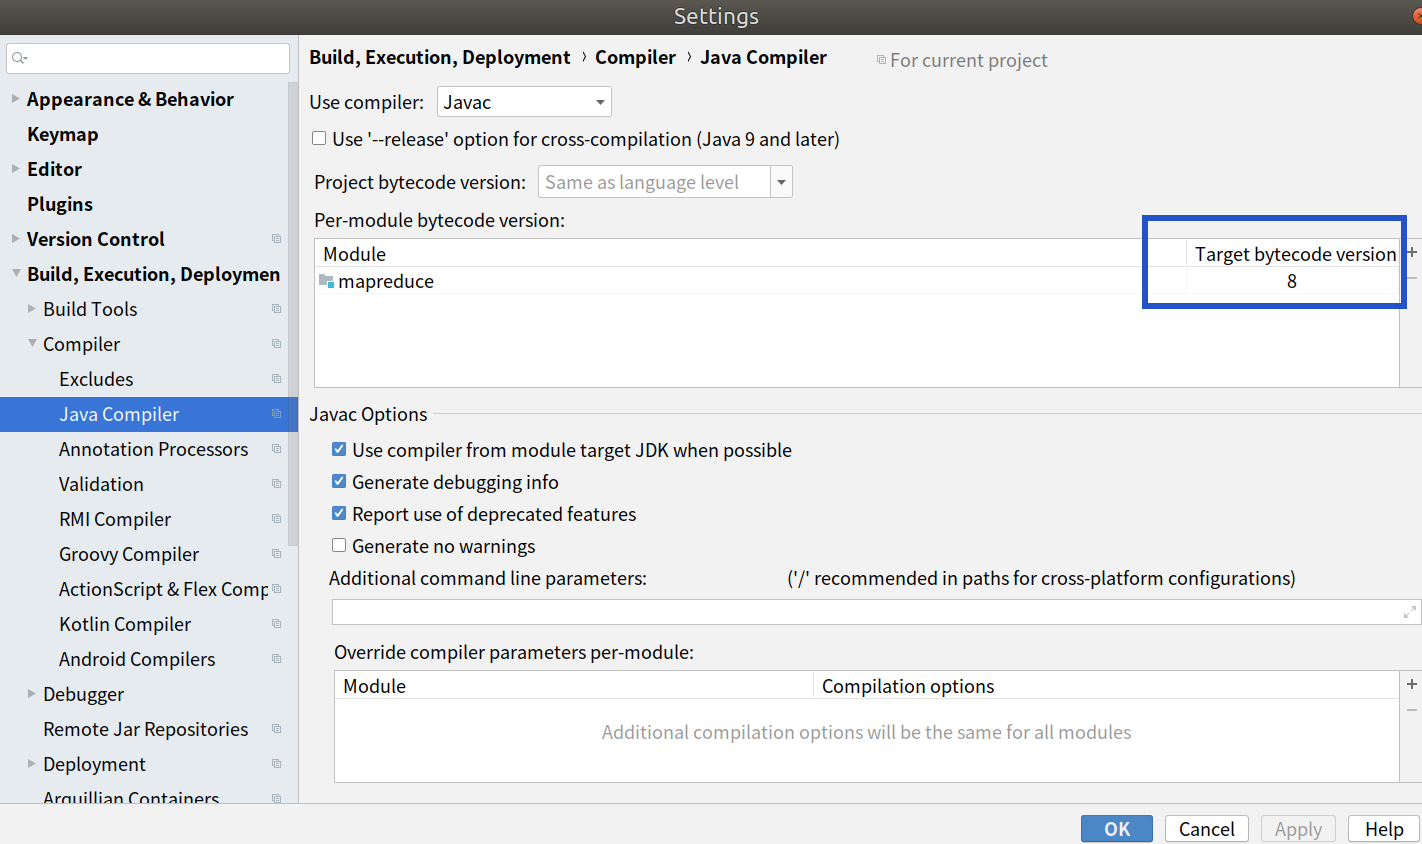 Settings
Appearance & Behavior
Keymap
Editor
Plugins
Version Control
Build, Execution, Deploymen
Build Tools
Compiler
Excludes
Java Compiler
Annotation Processors
Validation
RMI Compiler
Groovy Compiler
ActionScript & Flex Comp
Kotlin Compiler
Android Compilers
Debugger
Remote Jar Repositories
Deployment
Arquillian Containers
Build, Execution, Deployment › Compiler › Java Compiler For current project
Use compiler: Javac
Use '--release' option for cross-compilation (Java 9 and later)
Project bytecode version: Same as language level
Per-module bytecode version:
Module Target bytecode version
mapreduce 8
Javac Options
Use compiler from module target JDK when possible
Generate debugging info
Report use of deprecated features
Generate no warnings
Additional command line parameters: ('/' recommended in paths for cross-platform configurations)
Override compiler parameters per-module:
Module Compilation options
Additional compilation options will be the same for all modules
OK Cancel Apply Help